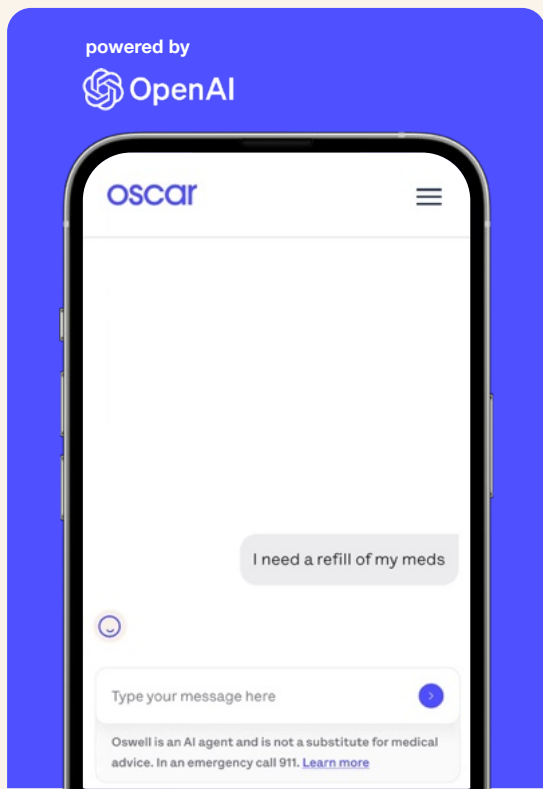 powered by
OpenAI
oscar
I need a refill of my meds
Type your message here
Oswell is an AI agent and is not a substitute for medical
advice. In an emergency call 911. Learn more